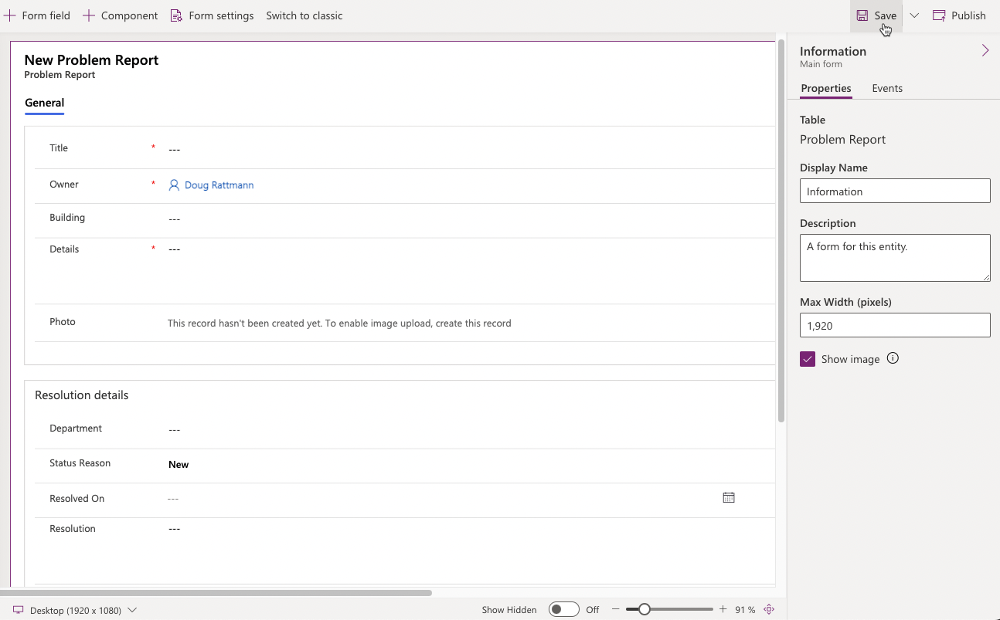 Form field Component Form settings Switch to classic Save Publish
New Problem Report
Problem Report
General
Title * ---
Owner * Doug Rattmann
Building ---
Details * ---
Photo This record hasn't been created yet. To enable image upload, create this record
Resolution details
Department ---
Status Reason New
Resolved On ---
Resolution ---
Information
Main form
Properties Events
Table
Problem Report
Display Name
Information
Description
A form for this entity.
Max Width (pixels)
1,920
Show image
Desktop (1920 x 1080) Show Hidden Off 91 %